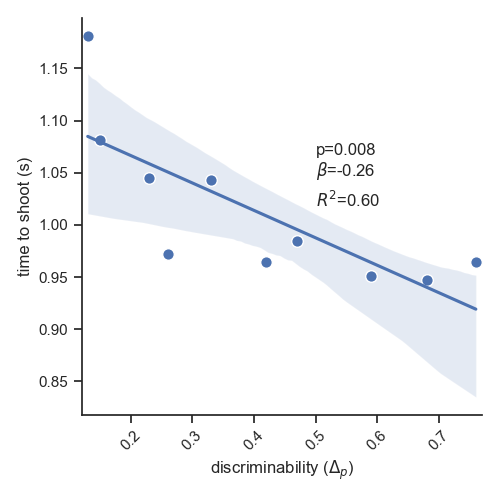 1.15
1.10
1.05
1.00
0.95
0.90
0.85
time to shoot (s)
p=0.008
β=-0.26
R²=0.60
0.2 0.3 0.4 0.5 0.6 0.7
discriminability (Δₚ)